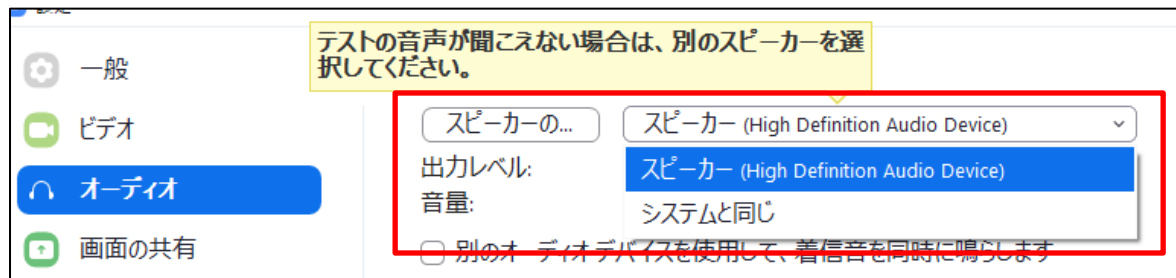 テストの音声が聞こえない場合は、別のスピーカーを選
択してください。
一般
ビデオ
オーディオ
画面の共有
スピーカーの...
スピーカー (High Definition Audio Device)
スピーカー (High Definition Audio Device)
システムと同じ
出力レベル:
音量:
別のオーディオデバイスを使用して、着信音を同時に鳴らします